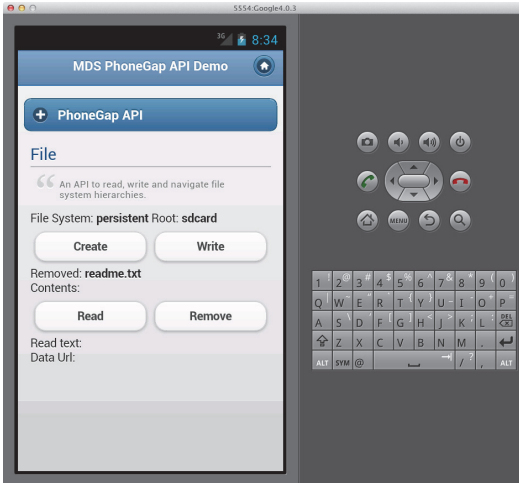 5554:Google4.0.3
3G 8:34
MDS PhoneGap API Demo
PhoneGap API
File
An API to read, write and navigate file
system hierarchies.
File System: persistent Root: sdcard
Create Write
Removed: readme.txt
Contents:
Read Remove
Read text:
Data Url:
MENU
1 ! 2 @ 3 # 4 $ 5 % 6 ^ 7 & 8 * 9 ( 0 )
Q W E R T Y U I O P
A S D F G H J K L DEL
Z X C V B N M .
ALT SYM @ / ? , ALT